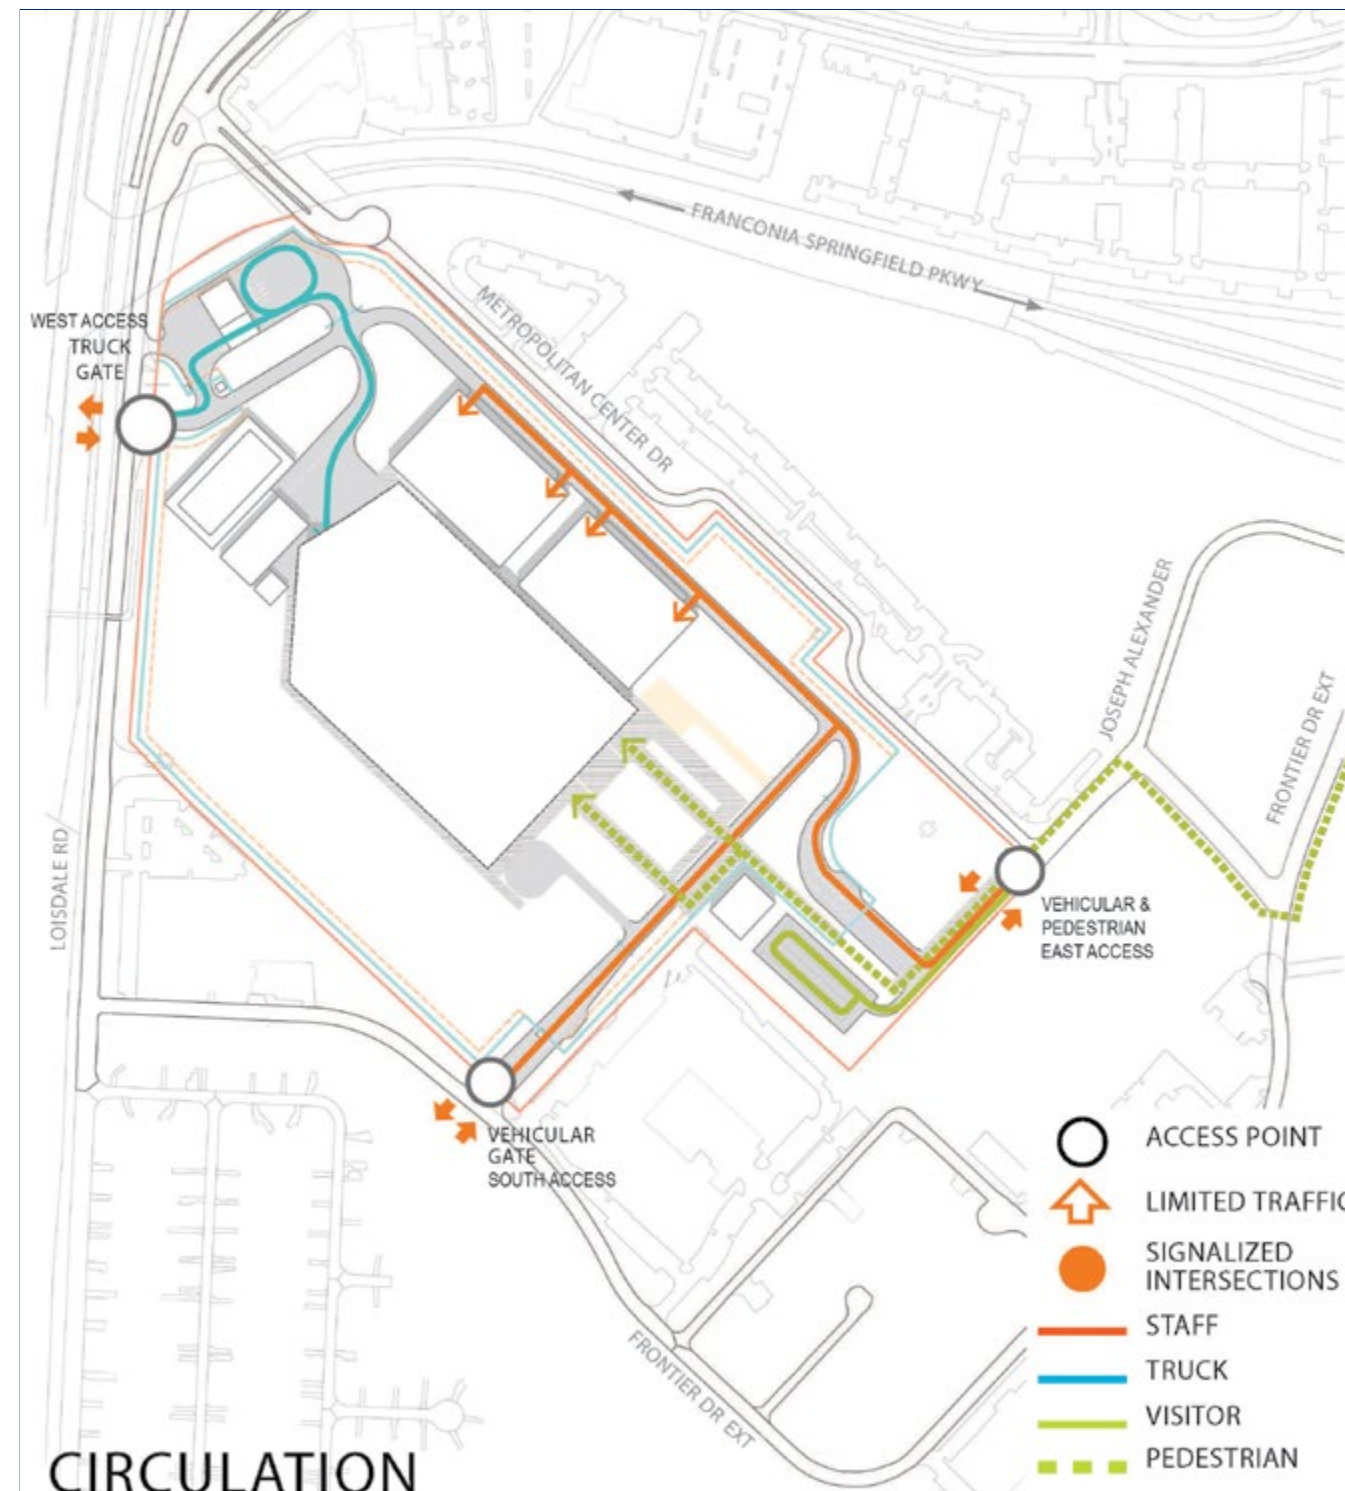 FRANCONIA SPRINGFIELD PKWY
METROPOLITAN CENTER DR
WEST ACCESS
TRUCK
GATE
JOSEPH ALEXANDER
FRONTIER DR EXT
LOISDALE RD
VEHICULAR &
PEDESTRIAN
EAST ACCESS
VEHICULAR
GATE
SOUTH ACCESS
FRONTIER DR EXT
ACCESS POINT
LIMITED TRAFFIC
SIGNALIZED
INTERSECTIONS
STAFF
TRUCK
VISITOR
PEDESTRIAN
CIRCULATION